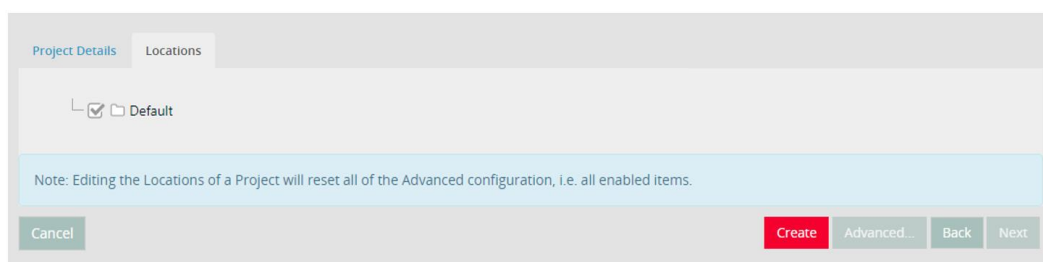 Project Details Locations
Default
Note: Editing the Locations of a Project will reset all of the Advanced configuration, i.e. all enabled items.
Cancel Create Advanced... Back Next